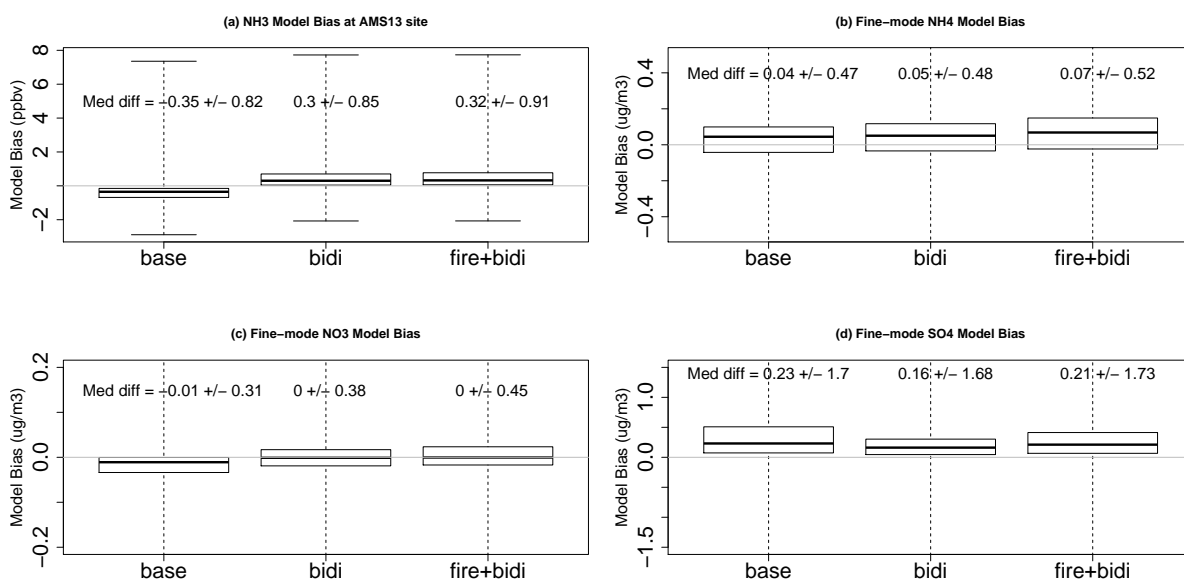 (a) NH3 Model Bias at AMS13 site
Model Bias (ppbv)
8
6
4
2
−2
Med diff = −0.35 +/− 0.82 0.3 +/− 0.85 0.32 +/− 0.91
base bidi fire+bidi
(b) Fine−mode NH4 Model Bias
Model Bias (ug/m3)
0.4
0.0
−0.4
Med diff = 0.04 +/− 0.47 0.05 +/− 0.48 0.07 +/− 0.52
base bidi fire+bidi
(c) Fine−mode NO3 Model Bias
Model Bias (ug/m3)
0.2
0.0
−0.2
Med diff = −0.01 +/− 0.31 0 +/− 0.38 0 +/− 0.45
base bidi fire+bidi
(d) Fine−mode SO4 Model Bias
Model Bias (ug/m3)
1.0
0.0
−1.5
Med diff = 0.23 +/− 1.7 0.16 +/− 1.68 0.21 +/− 1.73
base bidi fire+bidi